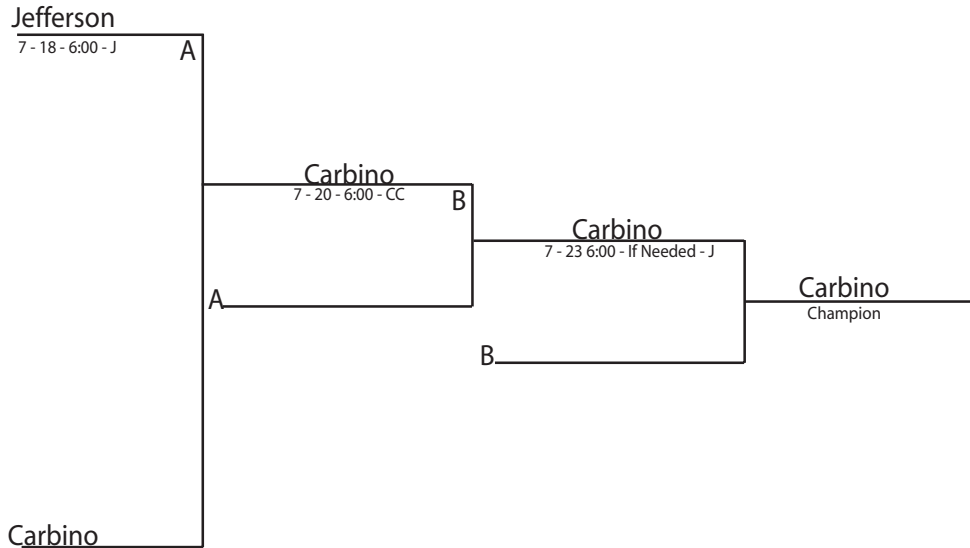 Jefferson
7 - 18 - 6:00 - J
A
Carbino
7 - 20 - 6:00 - CC
B
Carbino
7 - 23 6:00 - If Needed - J
Carbino
Champion
A
B
Carbino